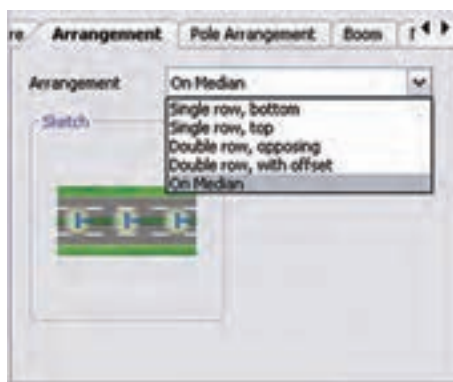 re Arrangement Pole Arrangement Boom
Arrangement On Median
Sketch
Single row, bottom
Single row, top
Double row, opposing
Double row, with offset
On Median